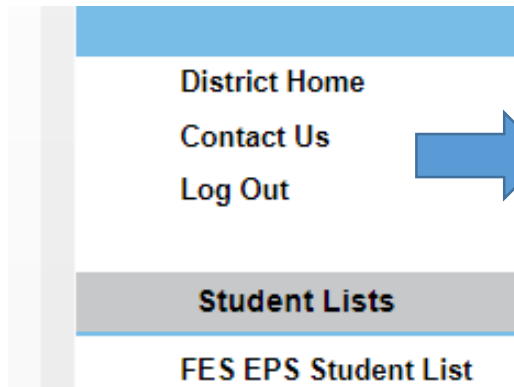 District Home
Contact Us
Log Out
Student Lists
FES EPS Student List